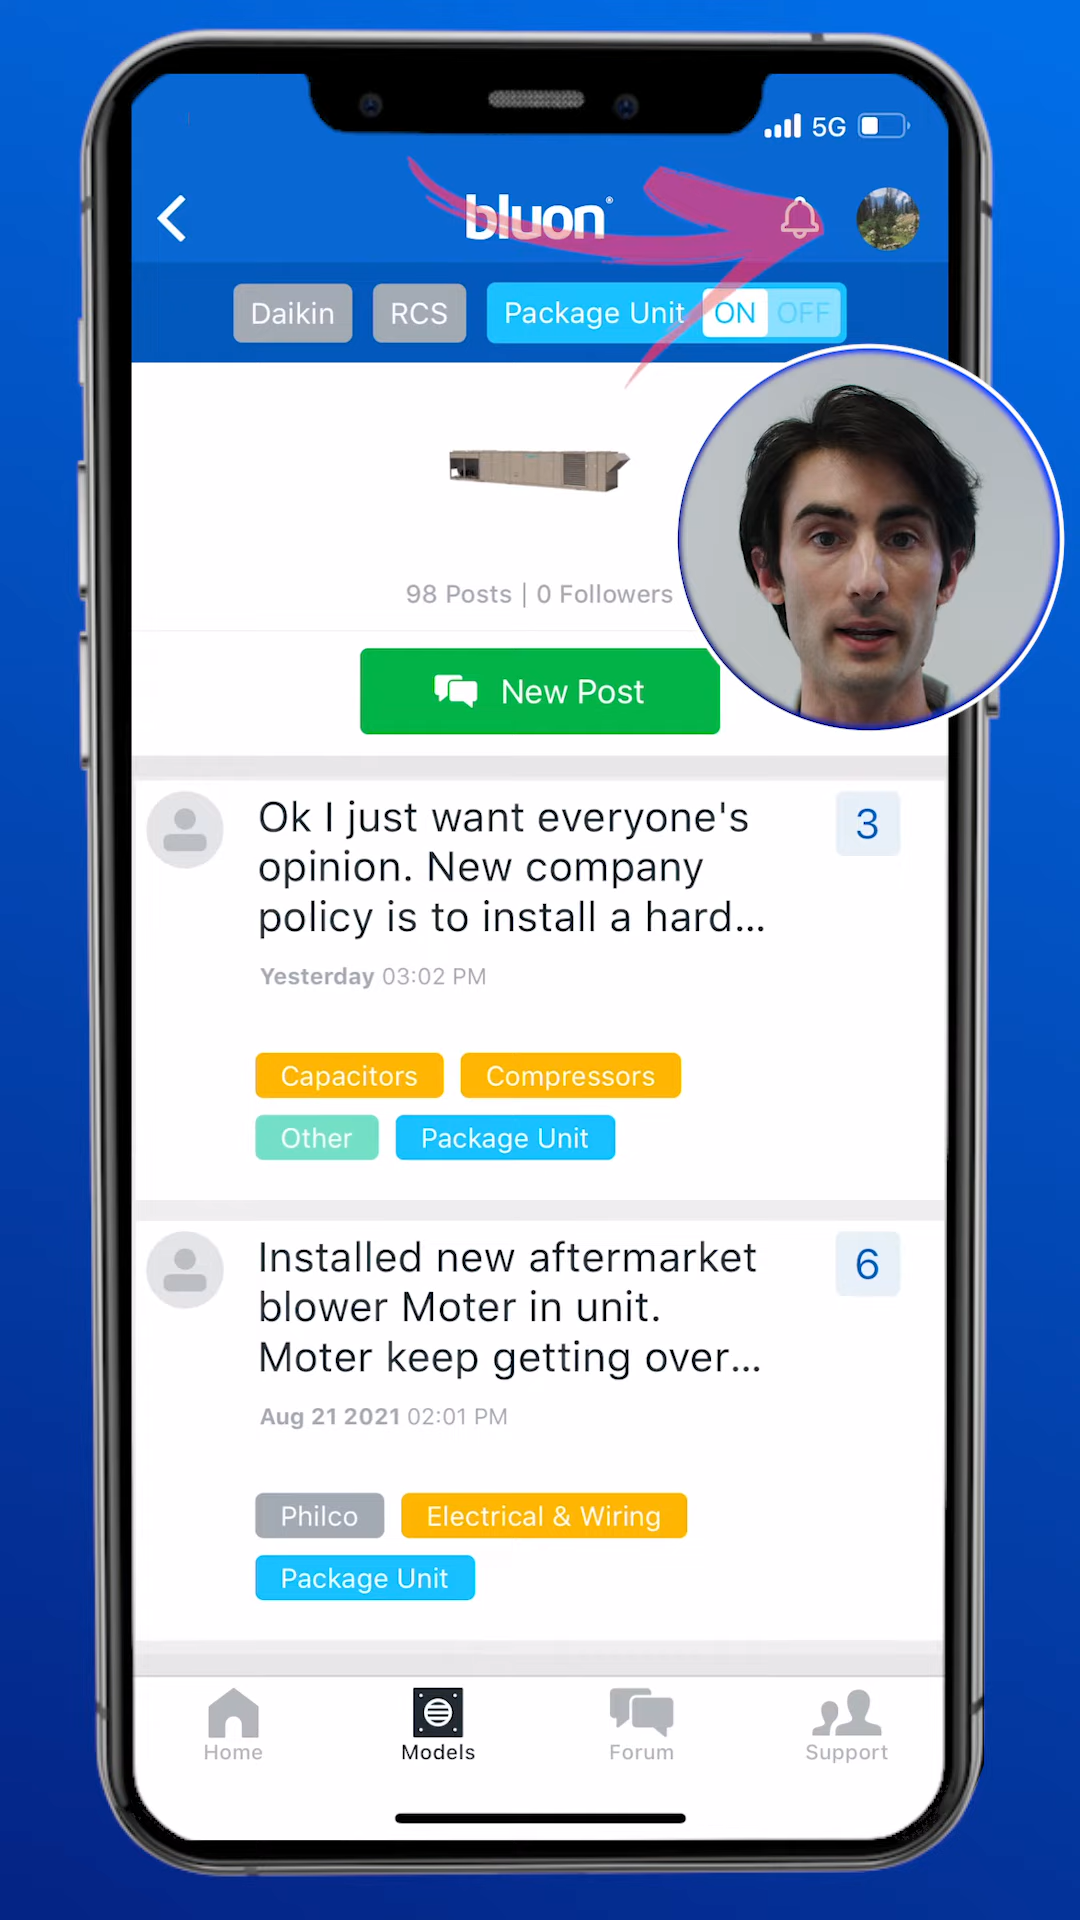 5G
bluon®
Daikin RCS Package Unit ON OFF
98 Posts | 0 Followers
New Post
Ok I just want everyone's
opinion. New company
policy is to install a hard...
3
Yesterday 03:02 PM
Capacitors Compressors
Other Package Unit
Installed new aftermarket
blower Moter in unit.
Moter keep getting over...
6
Aug 21 2021 02:01 PM
Philco Electrical & Wiring
Package Unit
Home Models Forum Support